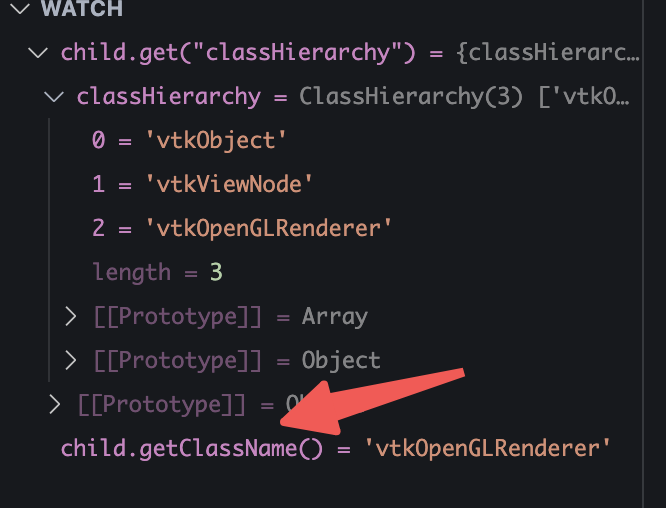 WATCH
child.get("classHierarchy") = {classHierarc…
classHierarchy = ClassHierarchy(3) ['vtkO…
0 = 'vtkObject'
1 = 'vtkViewNode'
2 = 'vtkOpenGLRenderer'
length = 3
[[Prototype]] = Array
[[Prototype]] = Object
[[Prototype]] =
child.getClassName() = 'vtkOpenGLRenderer'